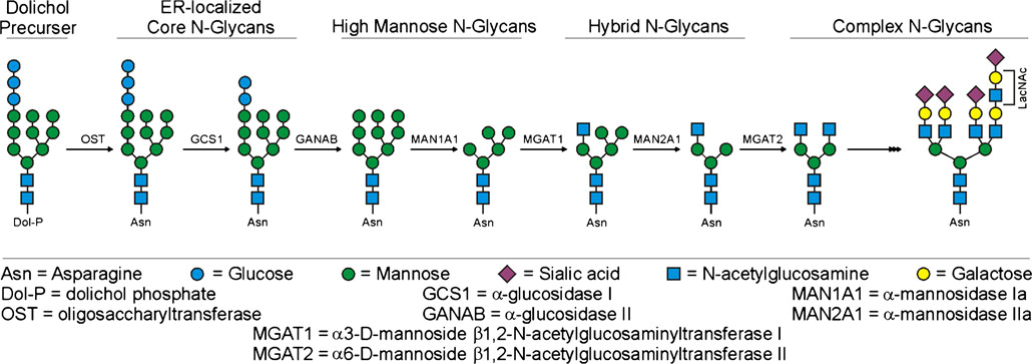 Dolichol
Precurser
ER-localized
Core N-Glycans
High Mannose N-Glycans
Hybrid N-Glycans
Complex N-Glycans
LacNAc
OST
GCS1
GANAB
MAN1A1
MGAT1
MAN2A1
MGAT2
Dol-P
Asn
Asn
Asn
Asn
Asn
Asn
Asn
Asn
Asn = Asparagine = Glucose = Mannose = Sialic acid = N-acetylglucosamine = Galactose
Dol-P = dolichol phosphate GCS1 = α-glucosidase I MAN1A1 = α-mannosidase Ia
OST = oligosaccharyltransferase GANAB = α-glucosidase II MAN2A1 = α-mannosidase IIa
MGAT1 = α3-D-mannoside β1,2-N-acetylglucosaminyltransferase I
MGAT2 = α6-D-mannoside β1,2-N-acetylglucosaminyltransferase II